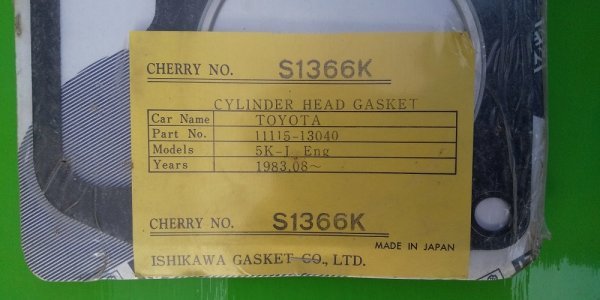 CHERRY NO. S1366K
CYLINDER HEAD GASKET
Car Name TOYOTA
Part No. 11115-13040
Models 5K-J Eng
Years 1983.08~
CHERRY NO. S1366K
MADE IN JAPAN
ISHIKAWA GASKET CO., LTD.